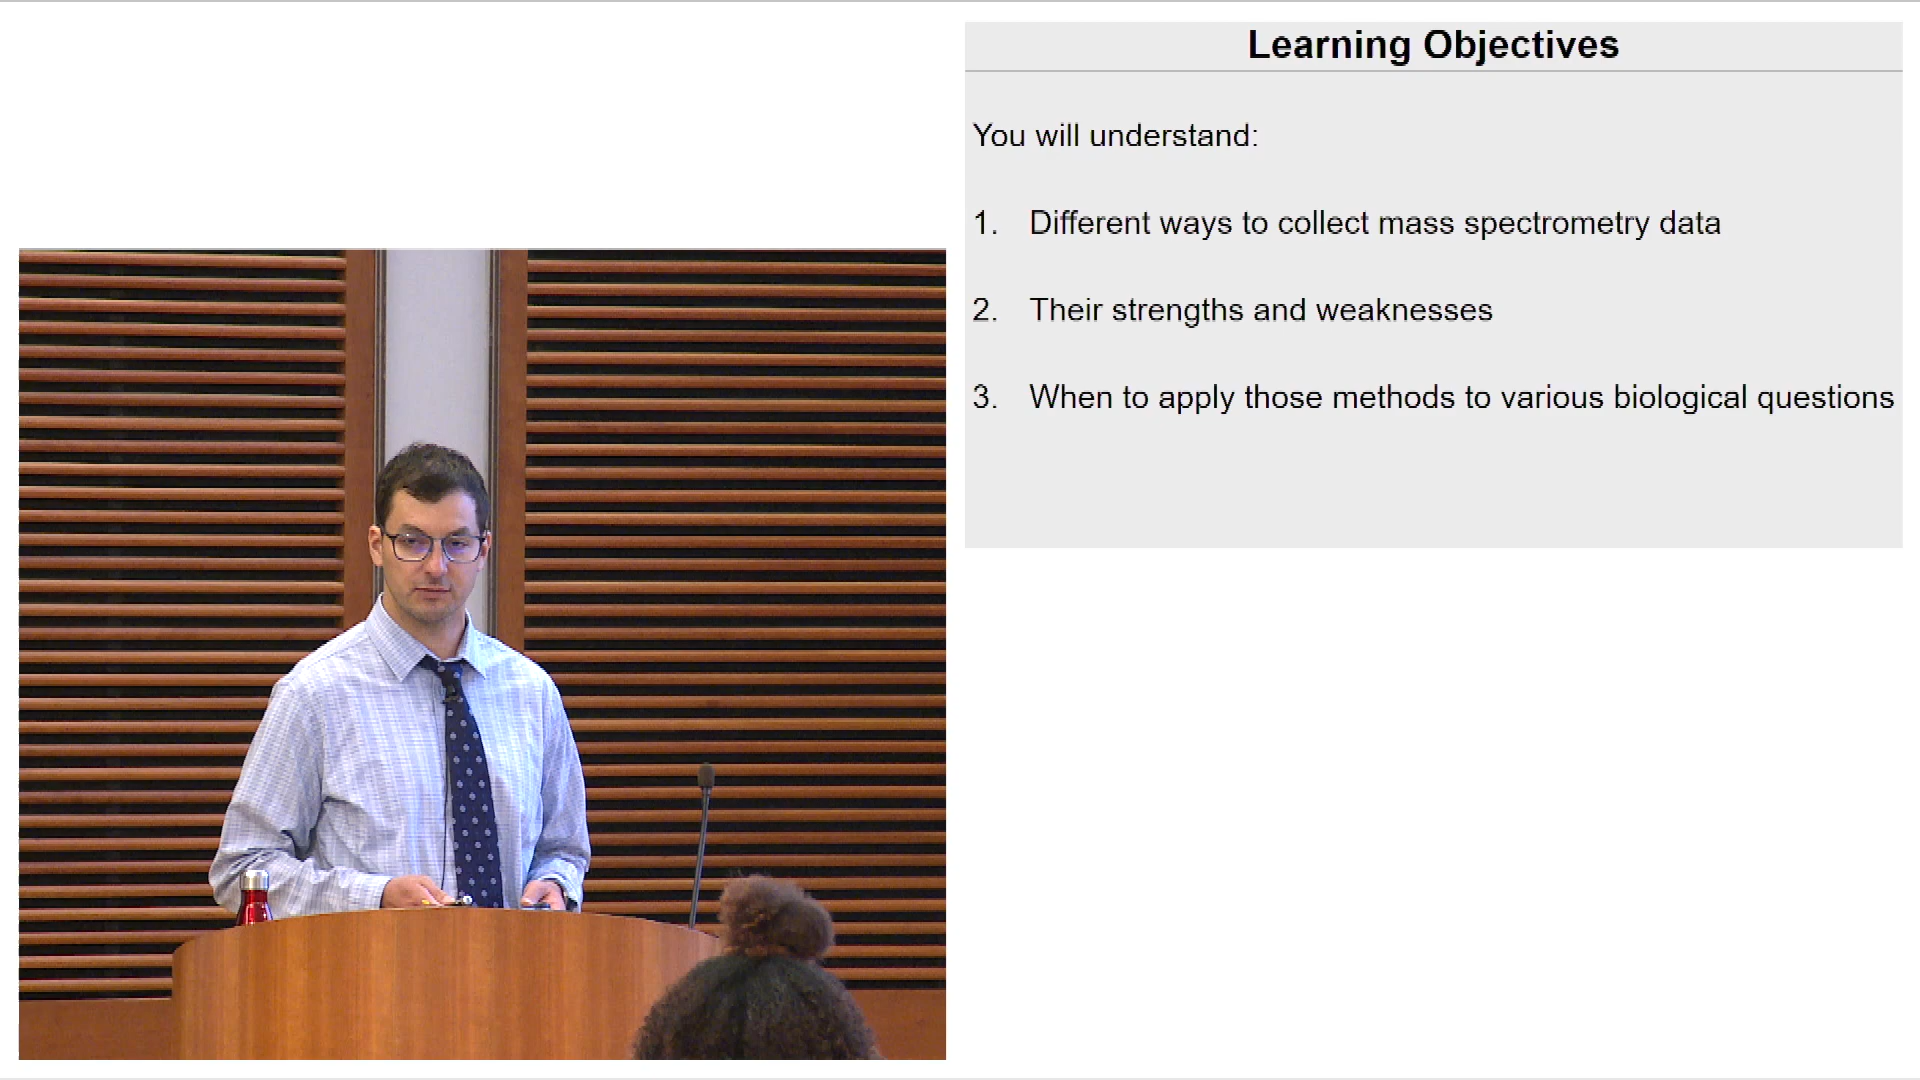 Learning Objectives
You will understand:
1. Different ways to collect mass spectrometry data
2. Their strengths and weaknesses
3. When to apply those methods to various biological questions